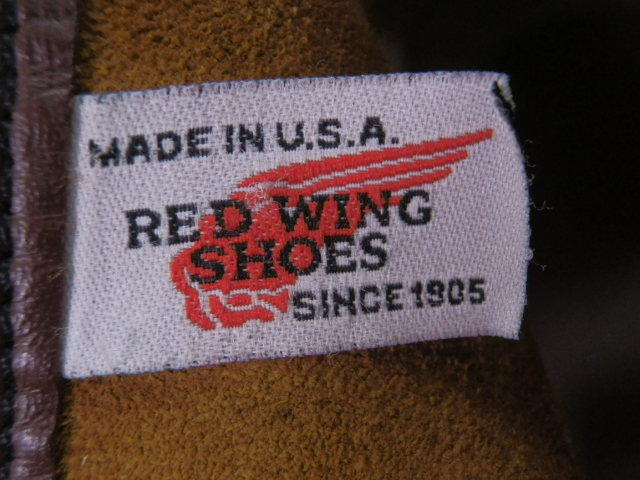 MADE IN U.S.A.
RED WING
SHOES
SINCE 1905